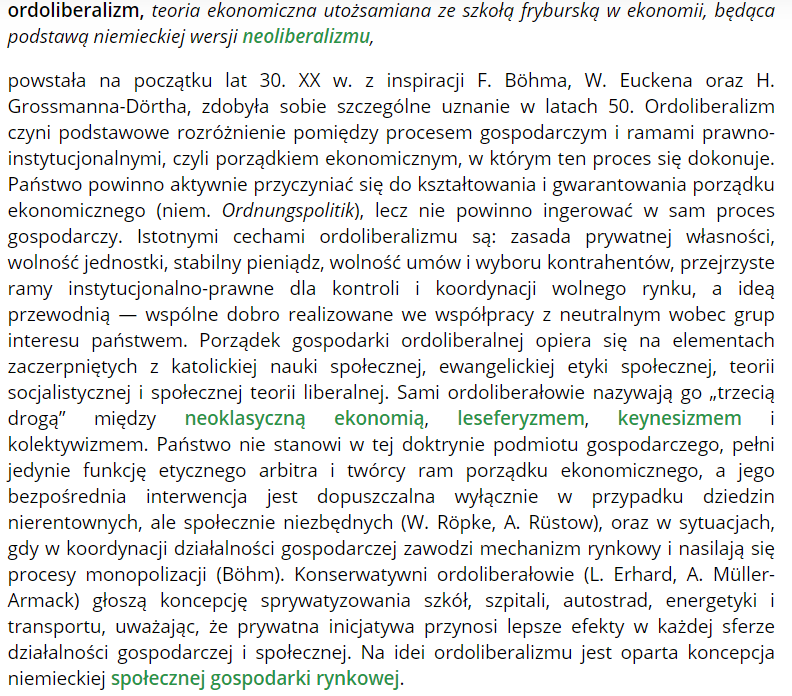 ordoliberalizm, teoria ekonomiczna utożsamiana ze szkołą fryburską w ekonomii, będąca
podstawą niemieckiej wersji neoliberalizmu,
powstała na początku lat 30. XX w. z inspiracji F. Böhma, W. Euckena oraz H.
Grossmanna-Dörtha, zdobyła sobie szczególne uznanie w latach 50. Ordoliberalizm
czyni podstawowe rozróżnienie pomiędzy procesem gospodarczym i ramami prawno-
instytucjonalnymi, czyli porządkiem ekonomicznym, w którym ten proces się dokonuje.
Państwo powinno aktywnie przyczyniać się do kształtowania i gwarantowania porządku
ekonomicznego (niem. Ordnungspolitik), lecz nie powinno ingerować w sam proces
gospodarczy. Istotnymi cechami ordoliberalizmu są: zasada prywatnej własności,
wolność jednostki, stabilny pieniądz, wolność umów i wyboru kontrahentów, przejrzyste
ramy instytucjonalno-prawne dla kontroli i koordynacji wolnego rynku, a ideą
przewodnią — wspólne dobro realizowane we współpracy z neutralnym wobec grup
interesu państwem. Porządek gospodarki ordoliberalnej opiera się na elementach
zaczerpniętych z katolickiej nauki społecznej, ewangelickiej etyki społecznej, teorii
socjalistycznej i społecznej teorii liberalnej. Sami ordoliberałowie nazywają go „trzecią
drogą” między neoklasyczną ekonomią, leseferyzmem, keynesizmem i
kolektywizmem. Państwo nie stanowi w tej doktrynie podmiotu gospodarczego, pełni
jedynie funkcję etycznego arbitra i twórcy ram porządku ekonomicznego, a jego
bezpośrednia interwencja jest dopuszczalna wyłącznie w przypadku dziedzin
nierentownych, ale społecznie niezbędnych (W. Röpke, A. Rüstow), oraz w sytuacjach,
gdy w koordynacji działalności gospodarczej zawodzi mechanizm rynkowy i nasilają się
procesy monopolizacji (Böhm). Konserwatywni ordoliberałowie (L. Erhard, A. Müller-
Armack) głoszą koncepcję sprywatyzowania szkół, szpitali, autostrad, energetyki i
transportu, uważając, że prywatna inicjatywa przynosi lepsze efekty w każdej sferze
działalności gospodarczej i społecznej. Na idei ordoliberalizmu jest oparta koncepcja
niemieckiej społecznej gospodarki rynkowej.